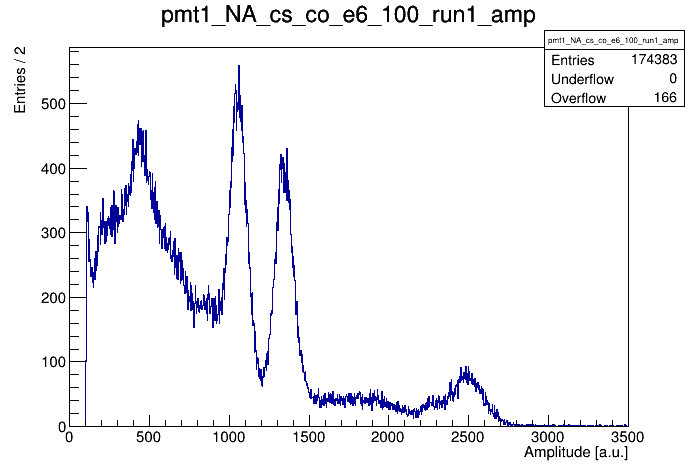 pmt1_NA_cs_co_e6_100_run1_amp
pmt1_NA_cs_co_e6_100_run1_amp
Entries 174383
Underflow 0
Overflow 166
Entries / 2
500
400
300
200
100
0
0 500 1000 1500 2000 2500 3000 3500
Amplitude [a.u.]